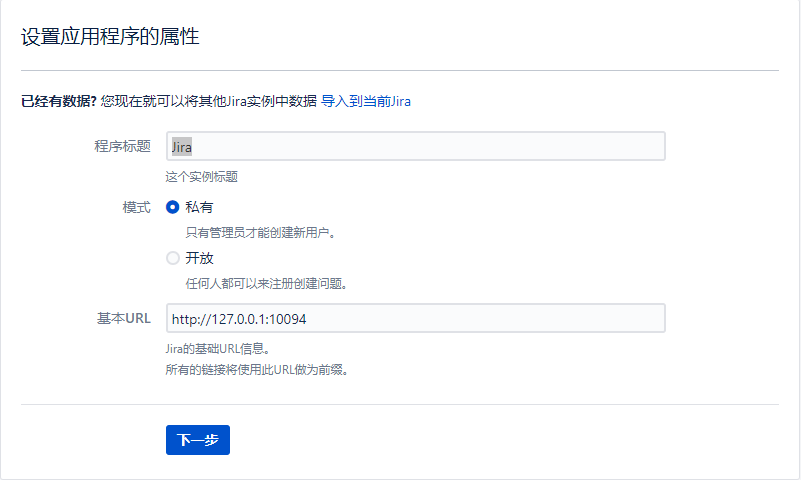 设置应用程序的属性
已经有数据? 您现在就可以将其他Jira实例中数据 导入到当前Jira
程序标题 Jira
这个实例标题
模式 私有
只有管理员才能创建新用户。
开放
任何人都可以来注册创建问题。
基本URL http://127.0.0.1:10094
Jira的基础URL信息。
所有的链接将使用此URL做为前缀。
下一步